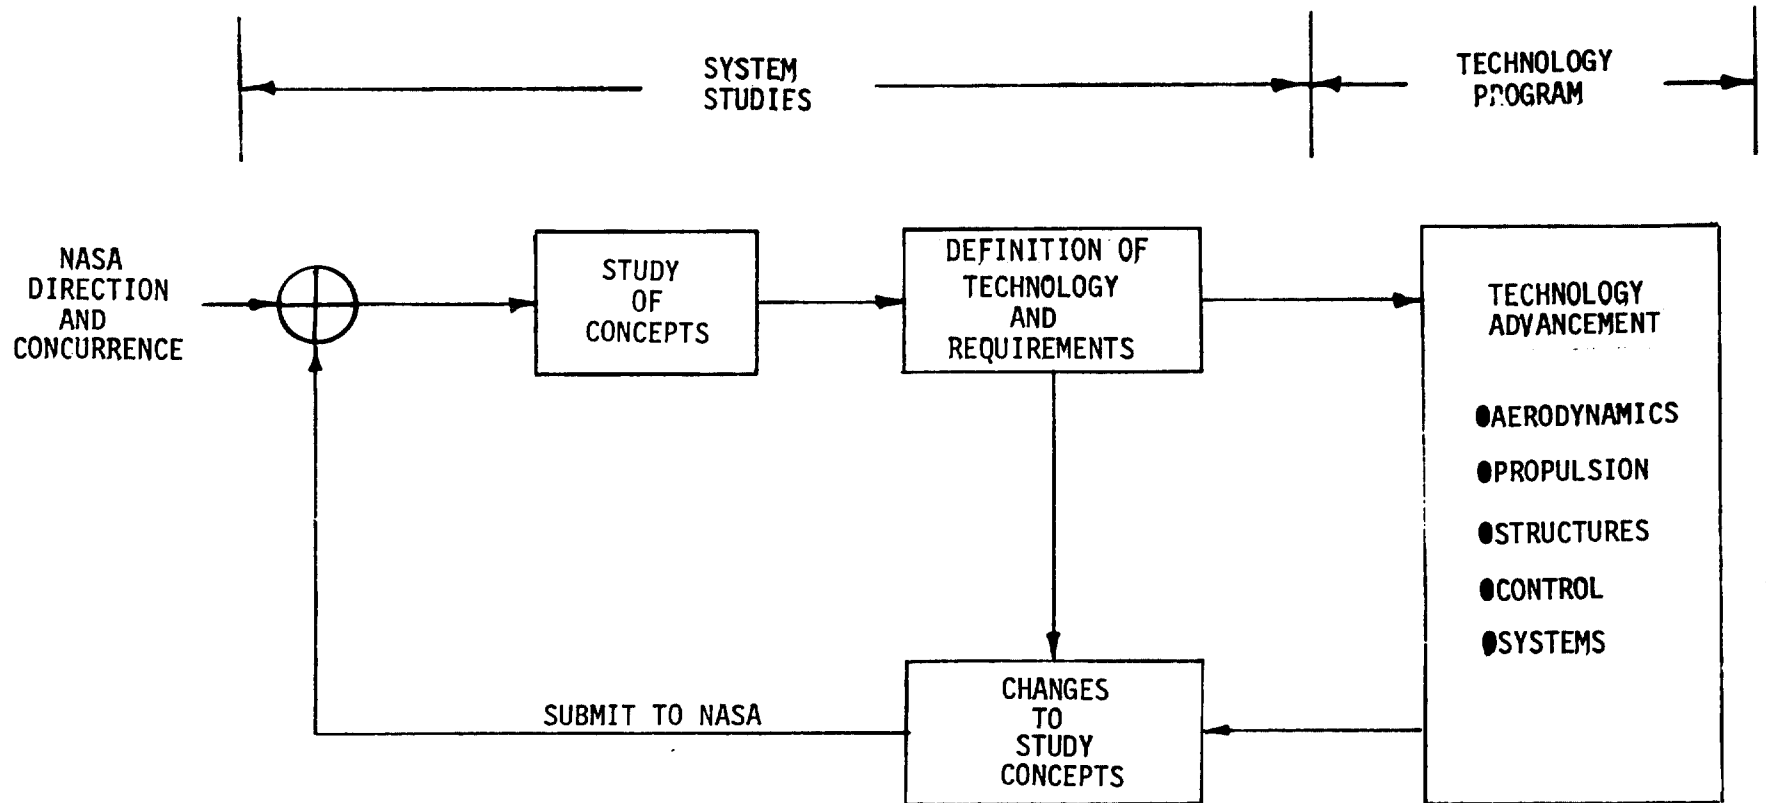 SYSTEM
STUDIES
TECHNOLOGY
PROGRAM
NASA
DIRECTION
AND
CONCURRENCE
STUDY
OF
CONCEPTS
DEFINITION OF
TECHNOLOGY
AND
REQUIREMENTS
TECHNOLOGY
ADVANCEMENT
●AERODYNAMICS
●PROPULSION
●STRUCTURES
●CONTROL
●SYSTEMS
SUBMIT TO NASA
CHANGES
TO
STUDY
CONCEPTS